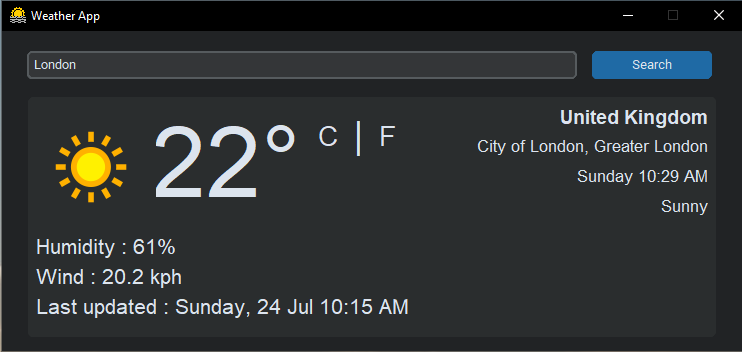 Weather App
London
Search
22° C | F
United Kingdom
City of London, Greater London
Sunday 10:29 AM
Sunny
Humidity : 61%
Wind : 20.2 kph
Last updated : Sunday, 24 Jul 10:15 AM